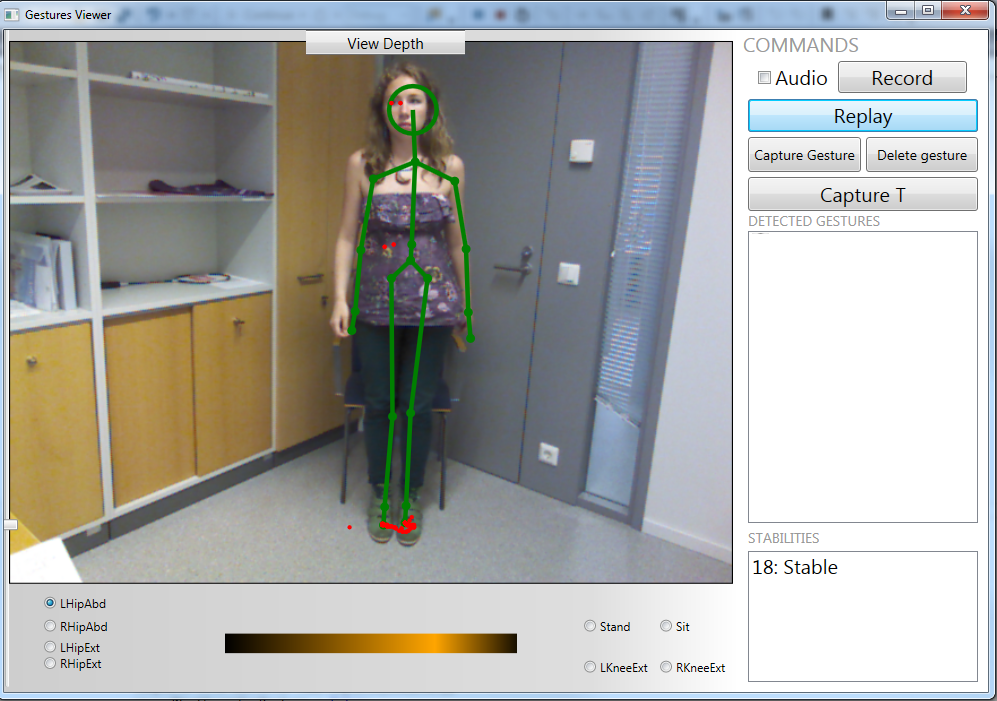 Gestures Viewer
View Depth
COMMANDS
Audio
Record
Replay
Capture Gesture
Delete gesture
Capture T
DETECTED GESTURES
STABILITIES
18: Stable
LHipAbd
RHipAbd
LHipExt
RHipExt
Stand
Sit
LKneeExt
RKneeExt